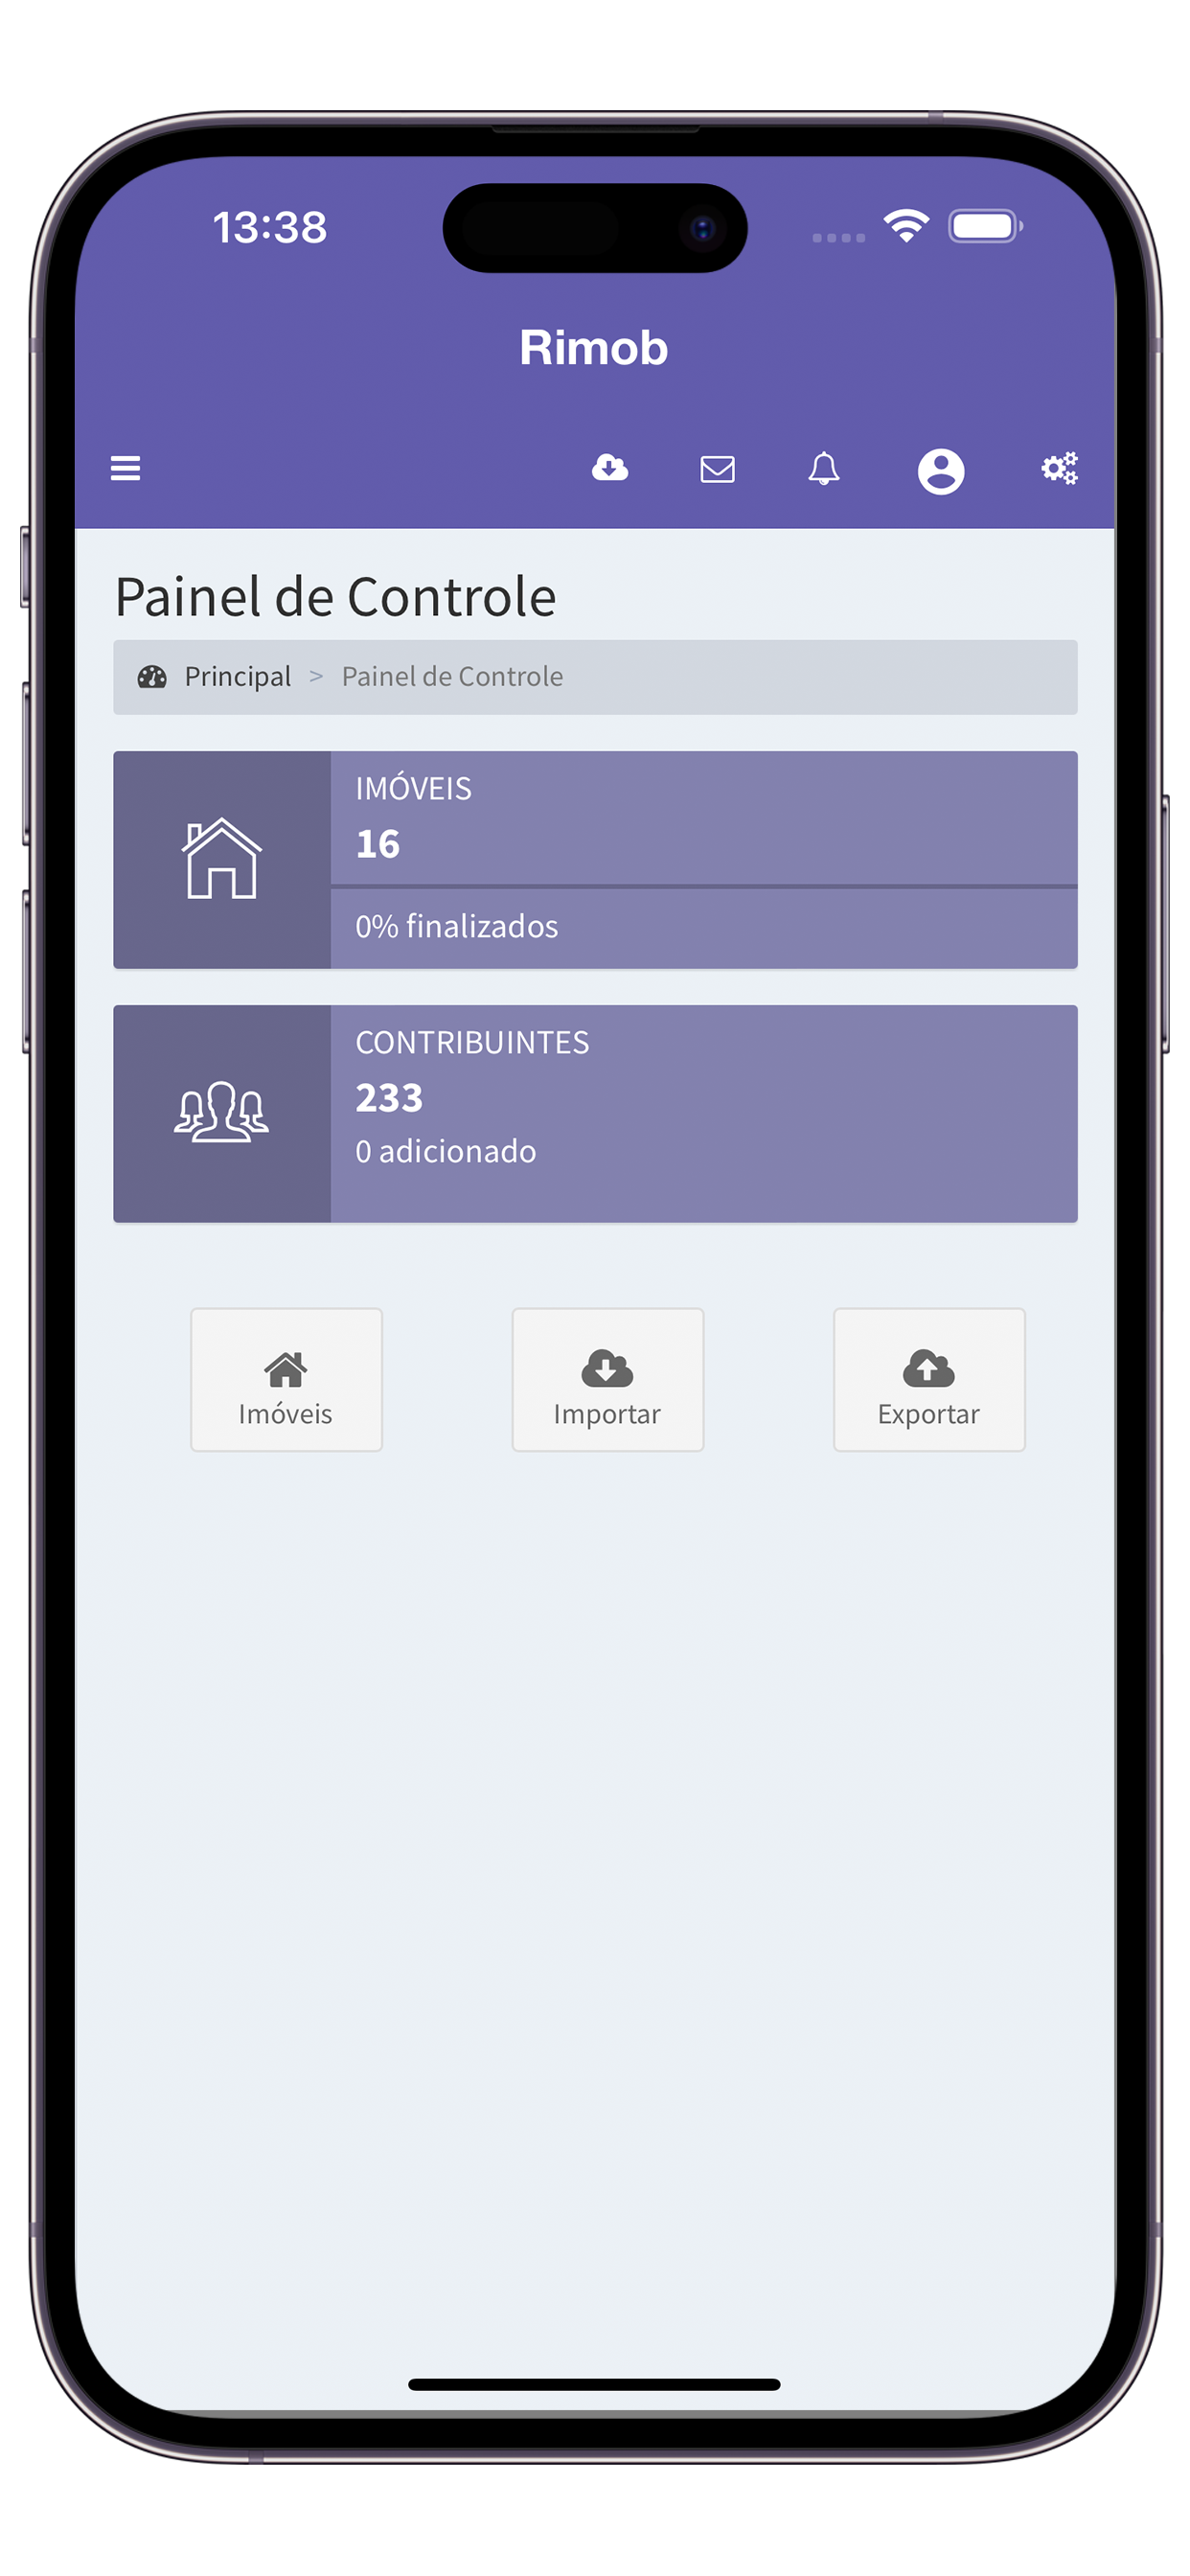 13:38
Rimob
Painel de Controle
Principal > Painel de Controle
IMÓVEIS
16
0% finalizados
CONTRIBUINTES
233
0 adicionado
Imóveis
Importar
Exportar